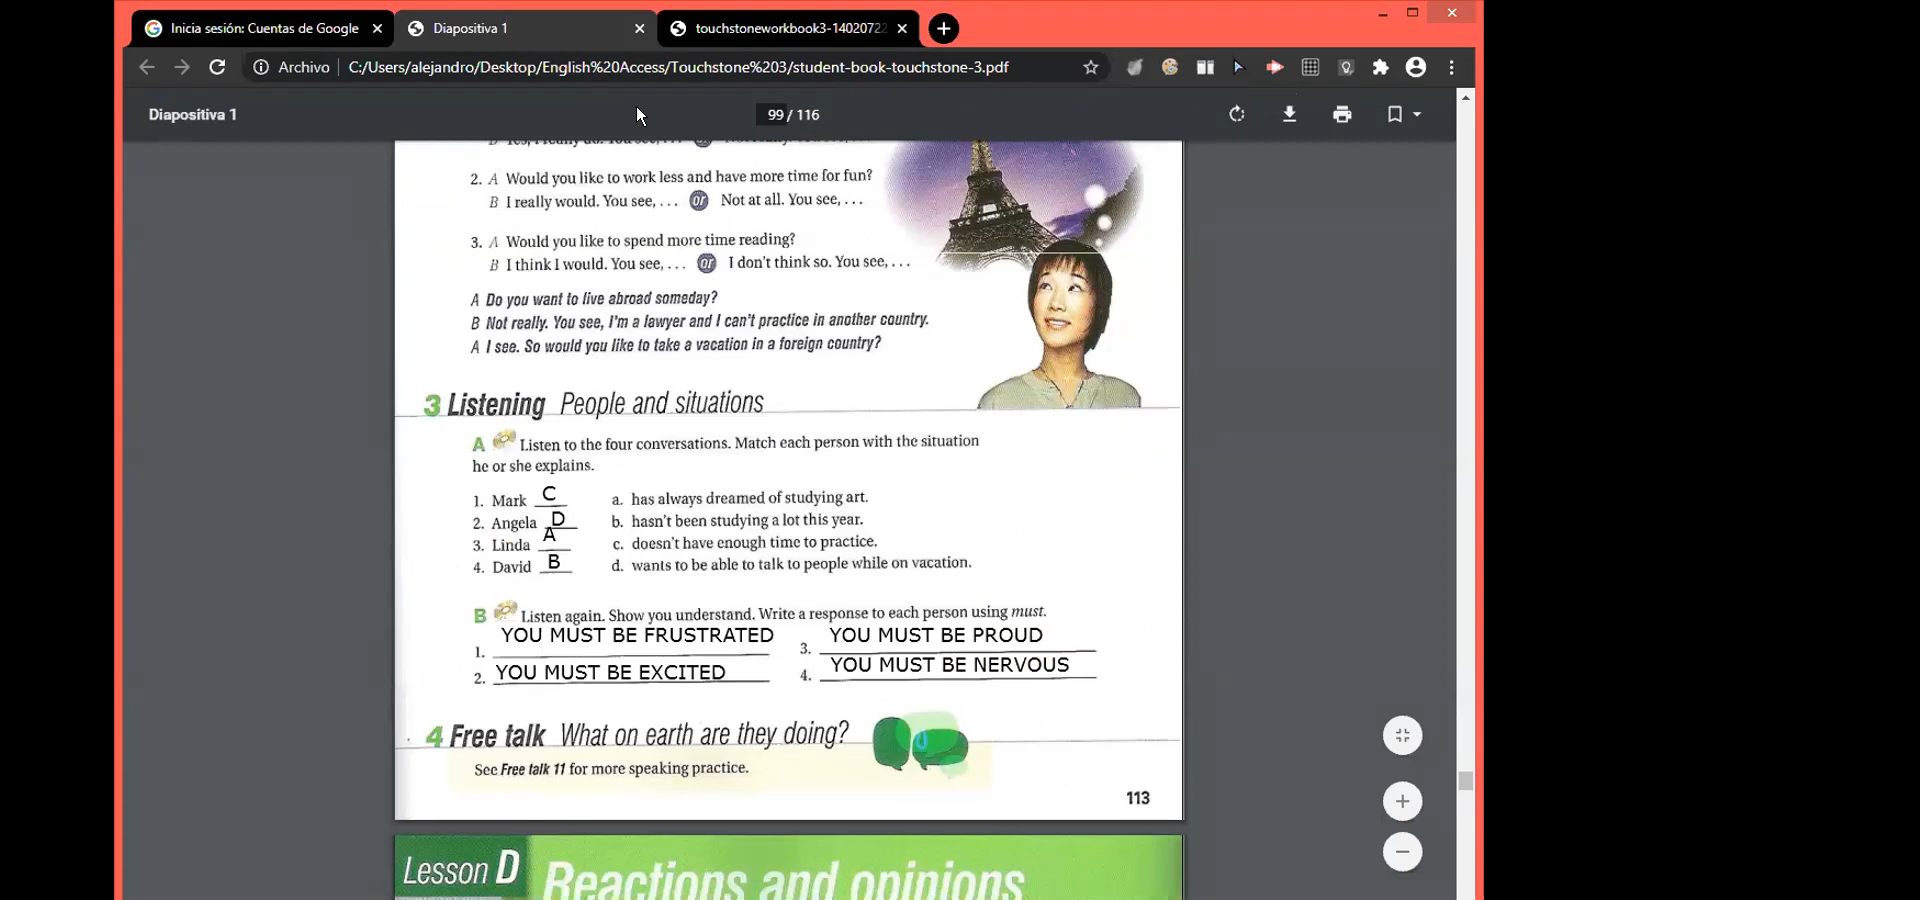 Inicia sesión: Cuentas de Google
Diapositiva 1
touchstoneworkbook3-14020722
Archivo C:/Users/alejandro/Desktop/English%20Access/Touchstone%203/student-book-touchstone-3.pdf
Diapositiva 1
99 / 116
2. A Would you like to work less and have more time for fun?
B I really would. You see, . . . or Not at all. You see, . . .
3. A Would you like to spend more time reading?
B I think I would. You see, . . . or I don't think so. You see, . . .
A Do you want to live abroad someday?
B Not really. You see, I'm a lawyer and I can't practice in another country.
A I see. So would you like to take a vacation in a foreign country?
3 Listening People and situations
A Listen to the four conversations. Match each person with the situation
he or she explains.
1. Mark C a. has always dreamed of studying art.
2. Angela D b. hasn't been studying a lot this year.
3. Linda A c. doesn't have enough time to practice.
4. David B d. wants to be able to talk to people while on vacation.
B Listen again. Show you understand. Write a response to each person using must.
1. YOU MUST BE FRUSTRATED 3. YOU MUST BE PROUD
2. YOU MUST BE EXCITED 4. YOU MUST BE NERVOUS
4 Free talk What on earth are they doing?
See Free talk 11 for more speaking practice.
113
Lesson D Reactions and opinions